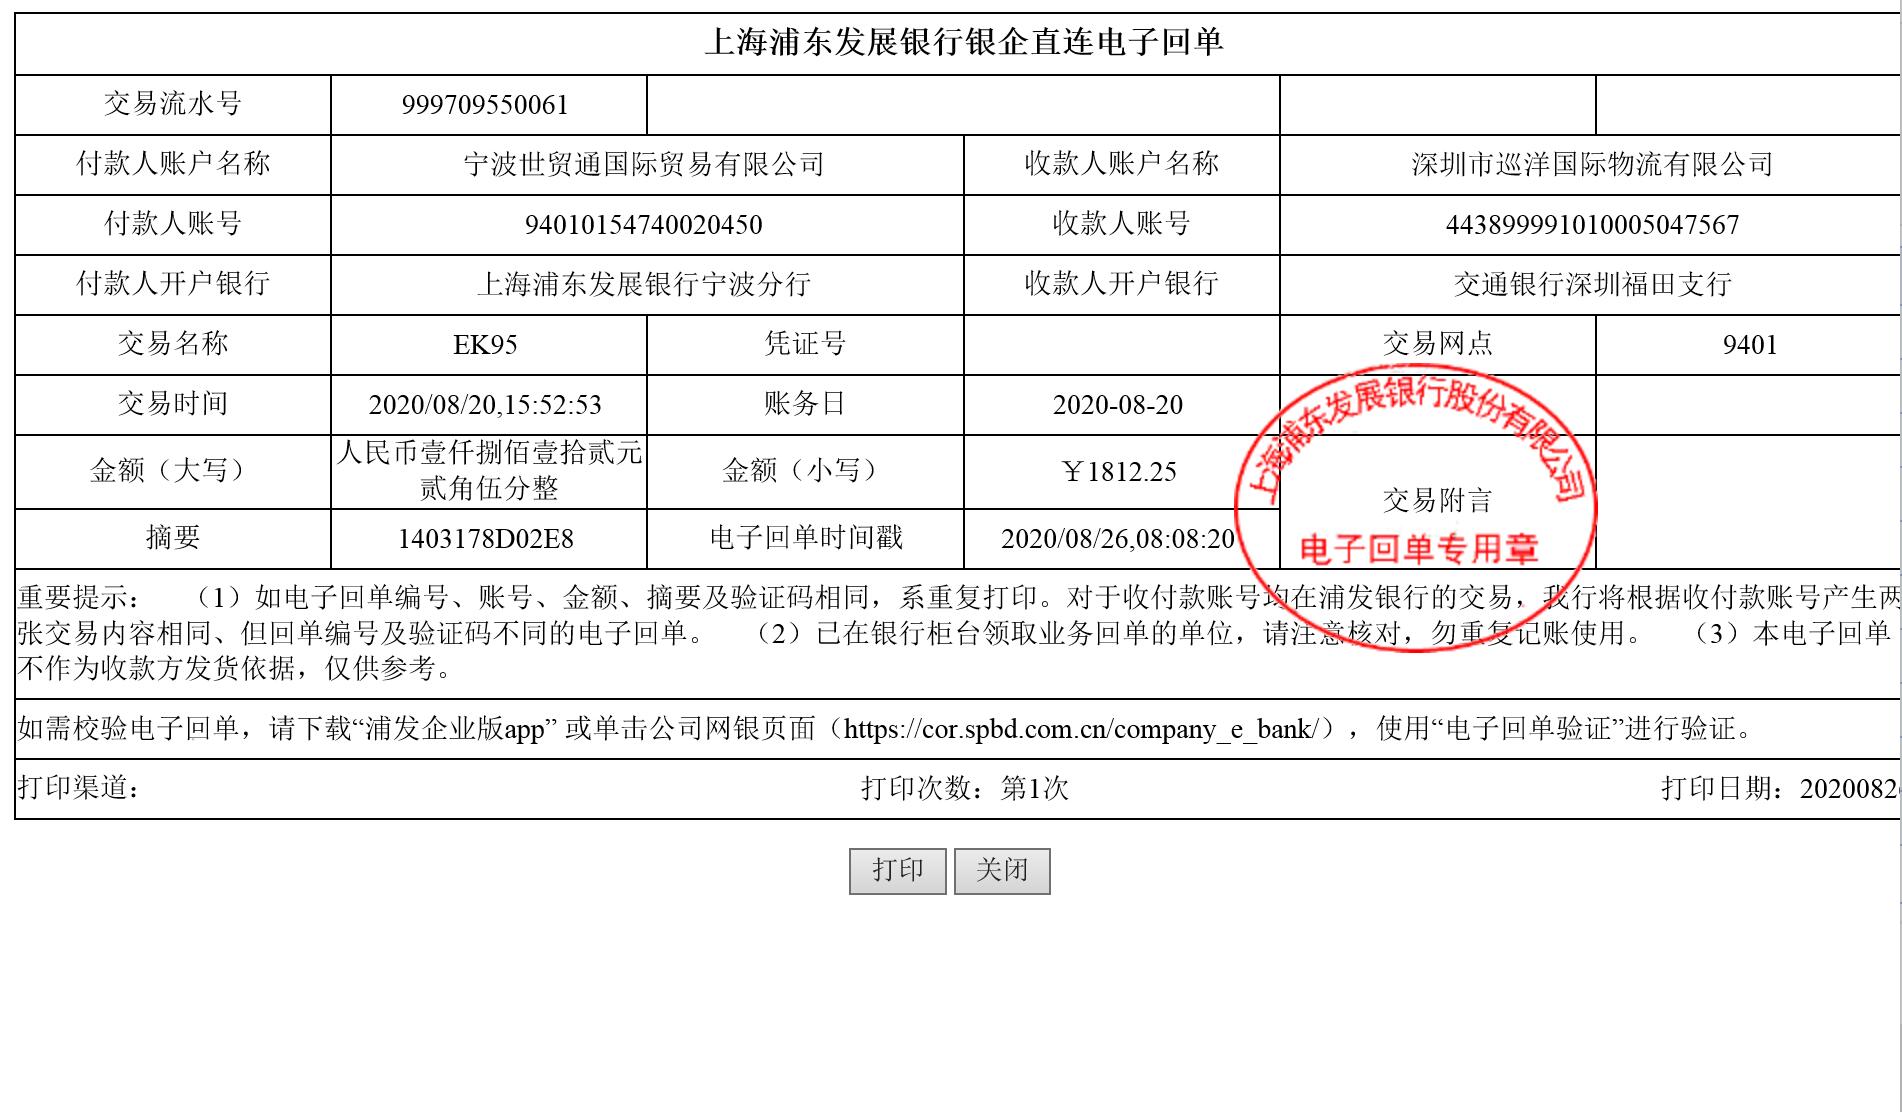 上海浦东发展银行银企直连电子回单
交易流水号 999709550061
付款人账户名称 宁波世贸通国际贸易有限公司 收款人账户名称 深圳市巡洋国际物流有限公司
付款人账号 94010154740020450 收款人账号 443899991010005047567
付款人开户银行 上海浦东发展银行宁波分行 收款人开户银行 交通银行深圳福田支行
交易名称 EK95 凭证号 交易网点 9401
交易时间 2020/08/20,15:52:53 账务日 2020-08-20
金额（大写） 人民币壹仟捌佰壹拾贰元
贰角伍分整 金额（小写） ￥1812.25 交易附言
摘要 1403178D02E8 电子回单时间戳 2020/08/26,08:08:20
上海浦东发展银行股份有限公司
电子回单专用章
重要提示： （1）如电子回单编号、账号、金额、摘要及验证码相同，系重复打印。对于收付款账号均在浦发银行的交易，我行将根据收付款账号产生两
张交易内容相同、但回单编号及验证码不同的电子回单。 （2）已在银行柜台领取业务回单的单位，请注意核对，勿重复记账使用。 （3）本电子回单
不作为收款方发货依据，仅供参考。
如需校验电子回单，请下载“浦发企业版app” 或单击公司网银页面（https://cor.spbd.com.cn/company_e_bank/），使用“电子回单验证”进行验证。
打印渠道： 打印次数：第1次 打印日期：2020082
打印 关闭